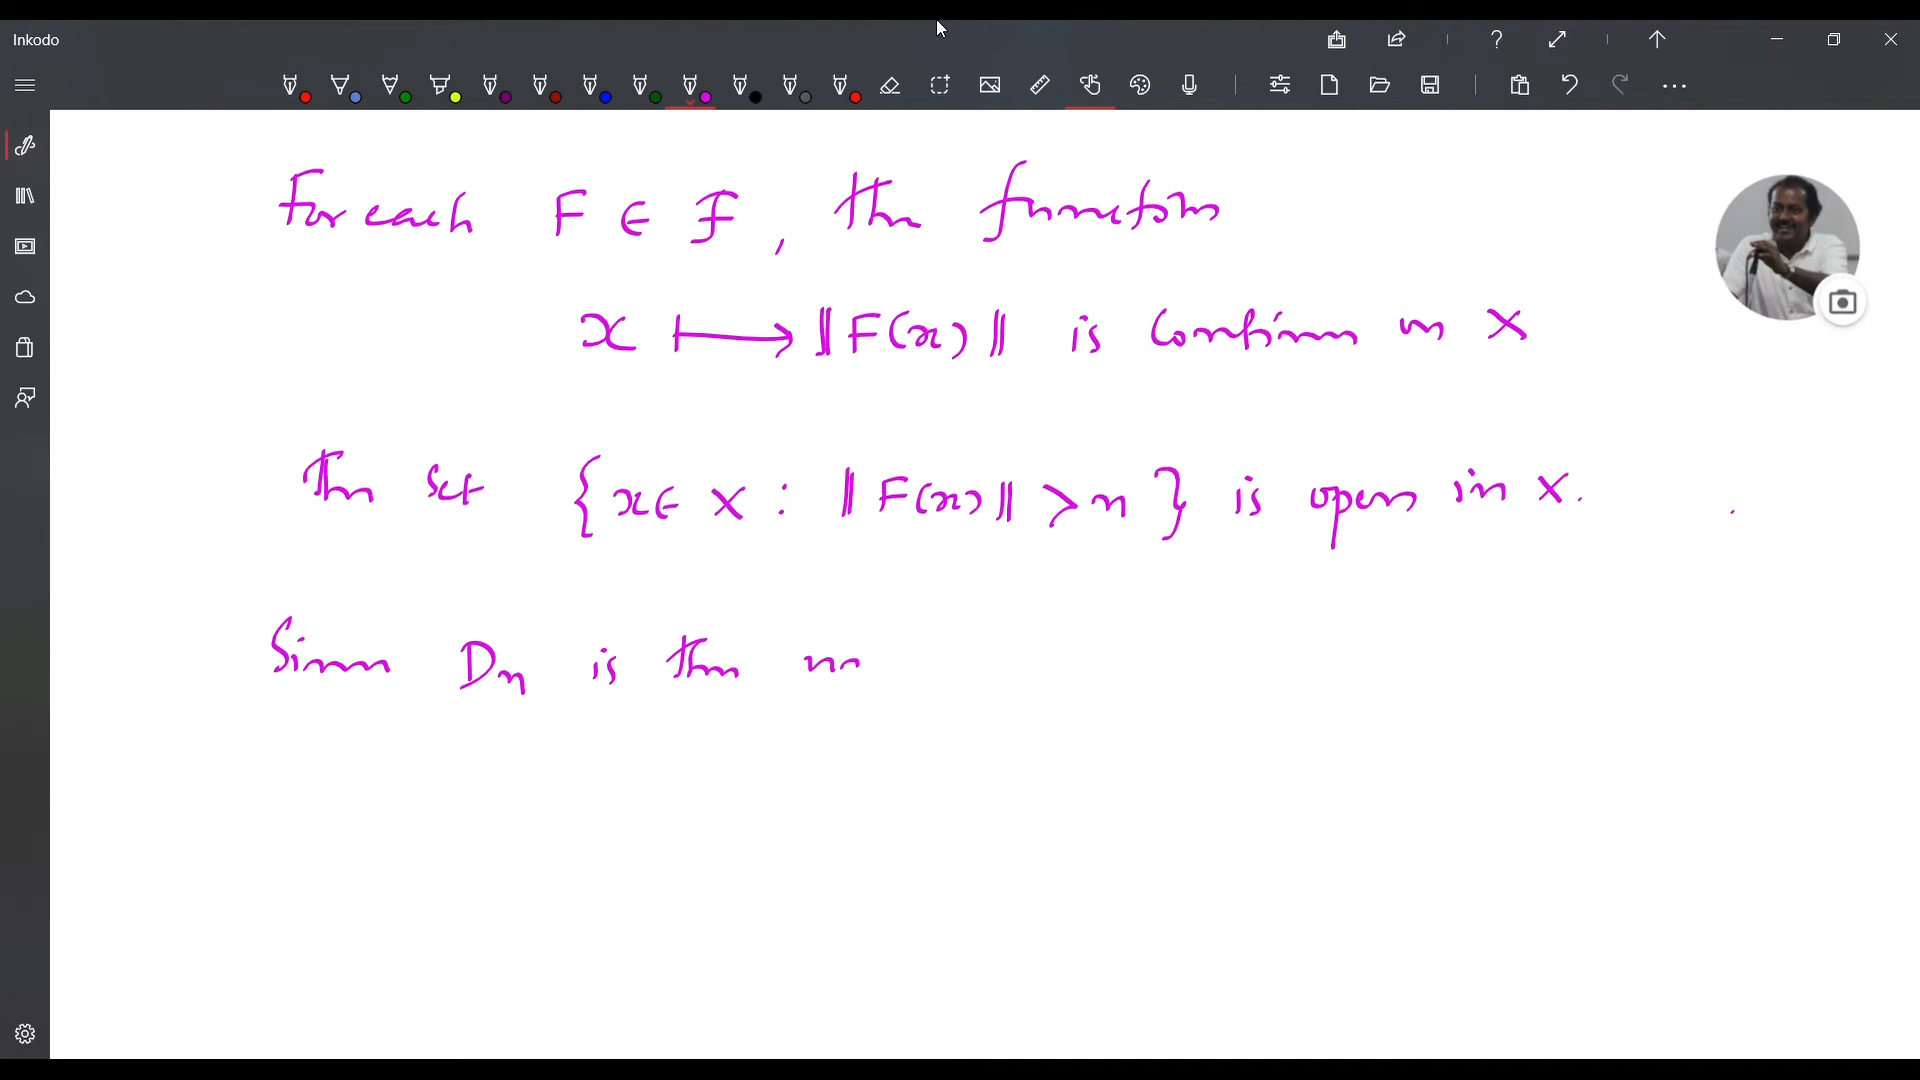 Inkodo
For each F ∈ ℱ, the function
x ⟼ ‖F(x)‖ is continuous on X
The set {x ∈ X : ‖F(x)‖ > n} is open in X.
Since Dn is the